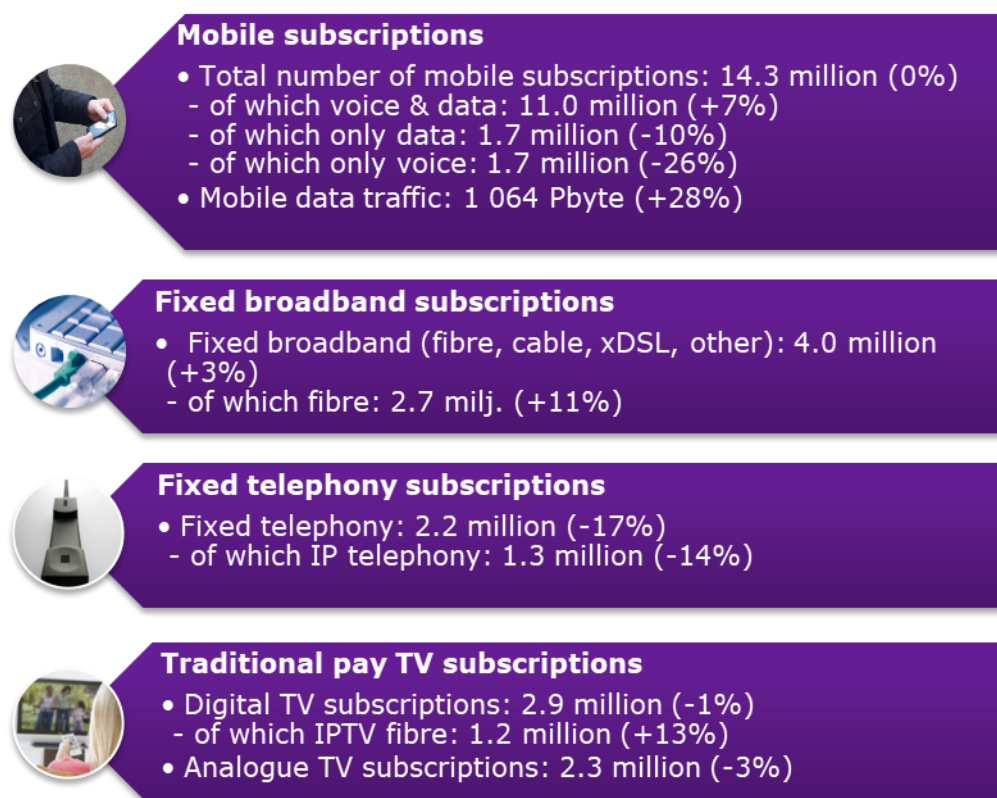 Mobile subscriptions
• Total number of mobile subscriptions: 14.3 million (0%)
- of which voice & data: 11.0 million (+7%)
- of which only data: 1.7 million (-10%)
- of which only voice: 1.7 million (-26%)
• Mobile data traffic: 1 064 Pbyte (+28%)
Fixed broadband subscriptions
• Fixed broadband (fibre, cable, xDSL, other): 4.0 million
(+3%)
- of which fibre: 2.7 milj. (+11%)
Fixed telephony subscriptions
• Fixed telephony: 2.2 million (-17%)
- of which IP telephony: 1.3 million (-14%)
Traditional pay TV subscriptions
• Digital TV subscriptions: 2.9 million (-1%)
- of which IPTV fibre: 1.2 million (+13%)
• Analogue TV subscriptions: 2.3 million (-3%)